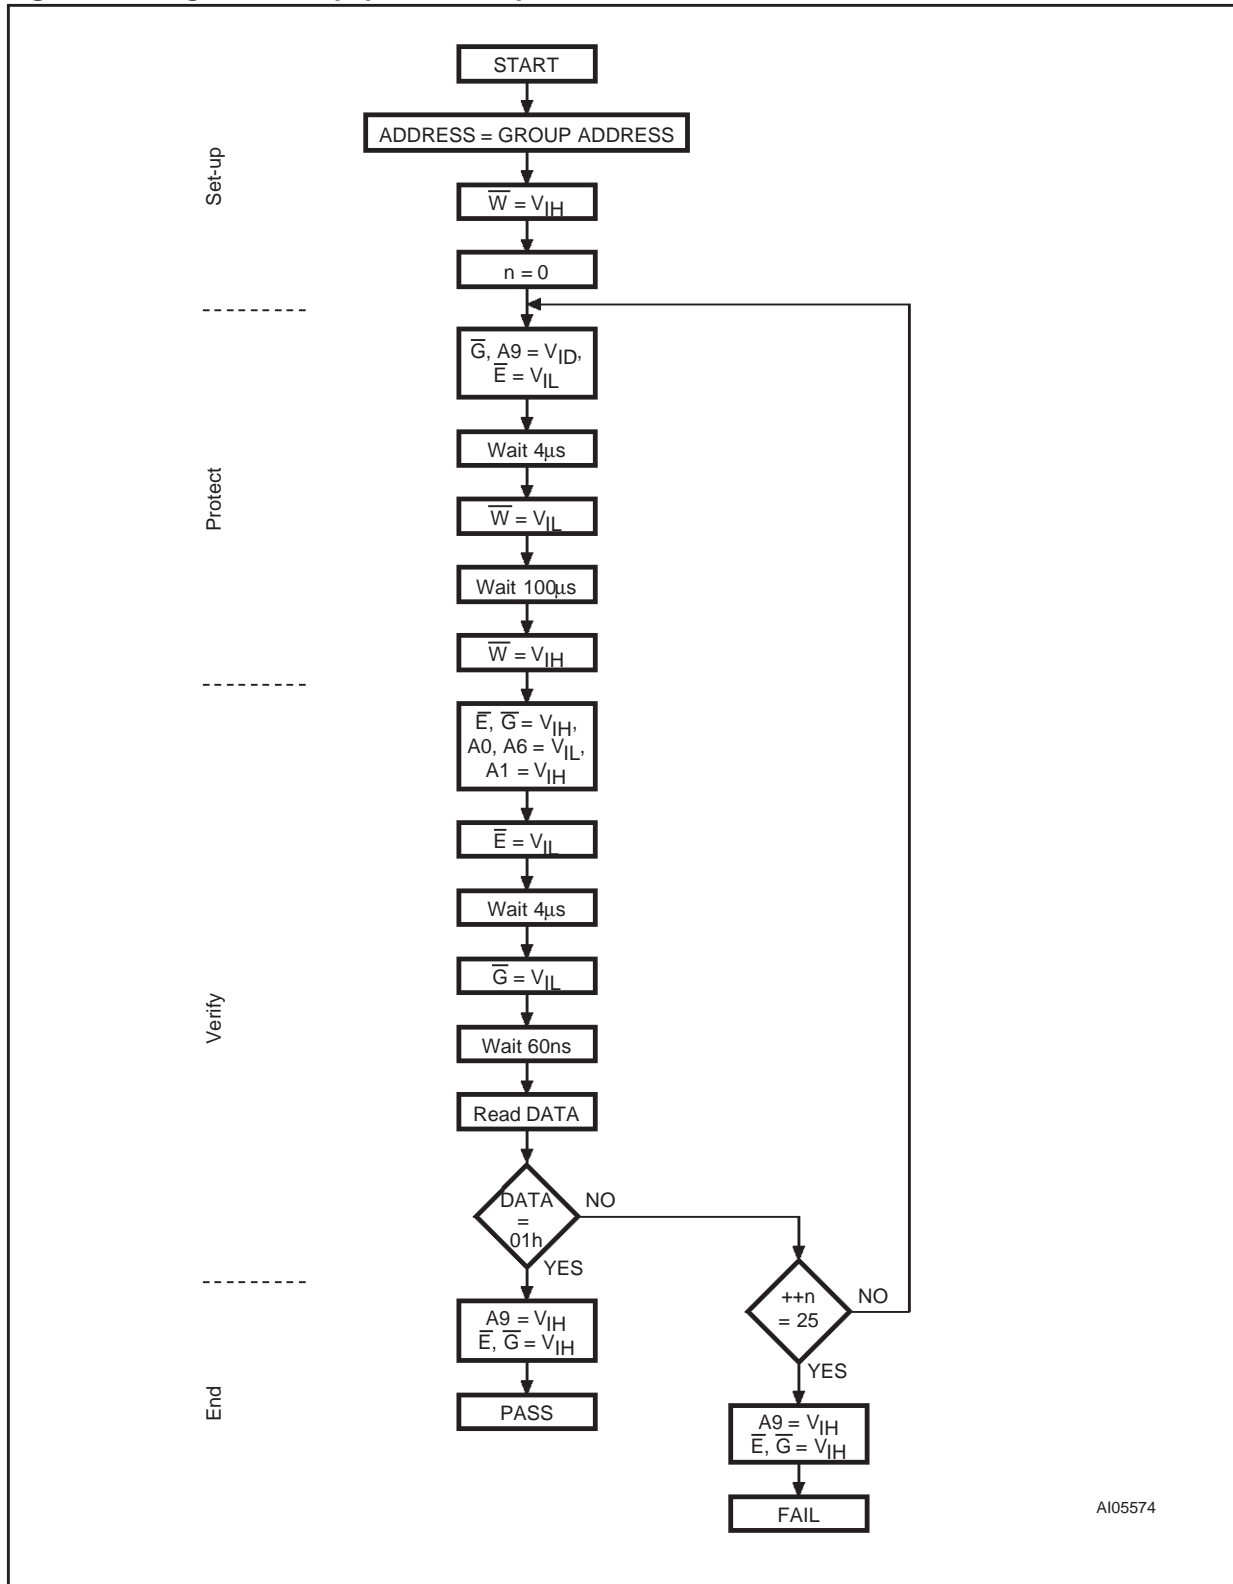 START
ADDRESS = GROUP ADDRESS
Set-up
W̅ = VIH
n = 0
G̅, A9 = VID,
E̅ = VIL
Wait 4μs
Protect
W̅ = VIL
Wait 100μs
W̅ = VIH
E̅, G̅ = VIH,
A0, A6 = VIL,
A1 = VIH
E̅ = VIL
Wait 4μs
G̅ = VIL
Verify
Wait 60ns
Read DATA
DATA
=
01h
NO
YES
++n
= 25
NO
YES
A9 = VIH
E̅, G̅ = VIH
End
PASS
A9 = VIH
E̅, G̅ = VIH
FAIL
AI05574